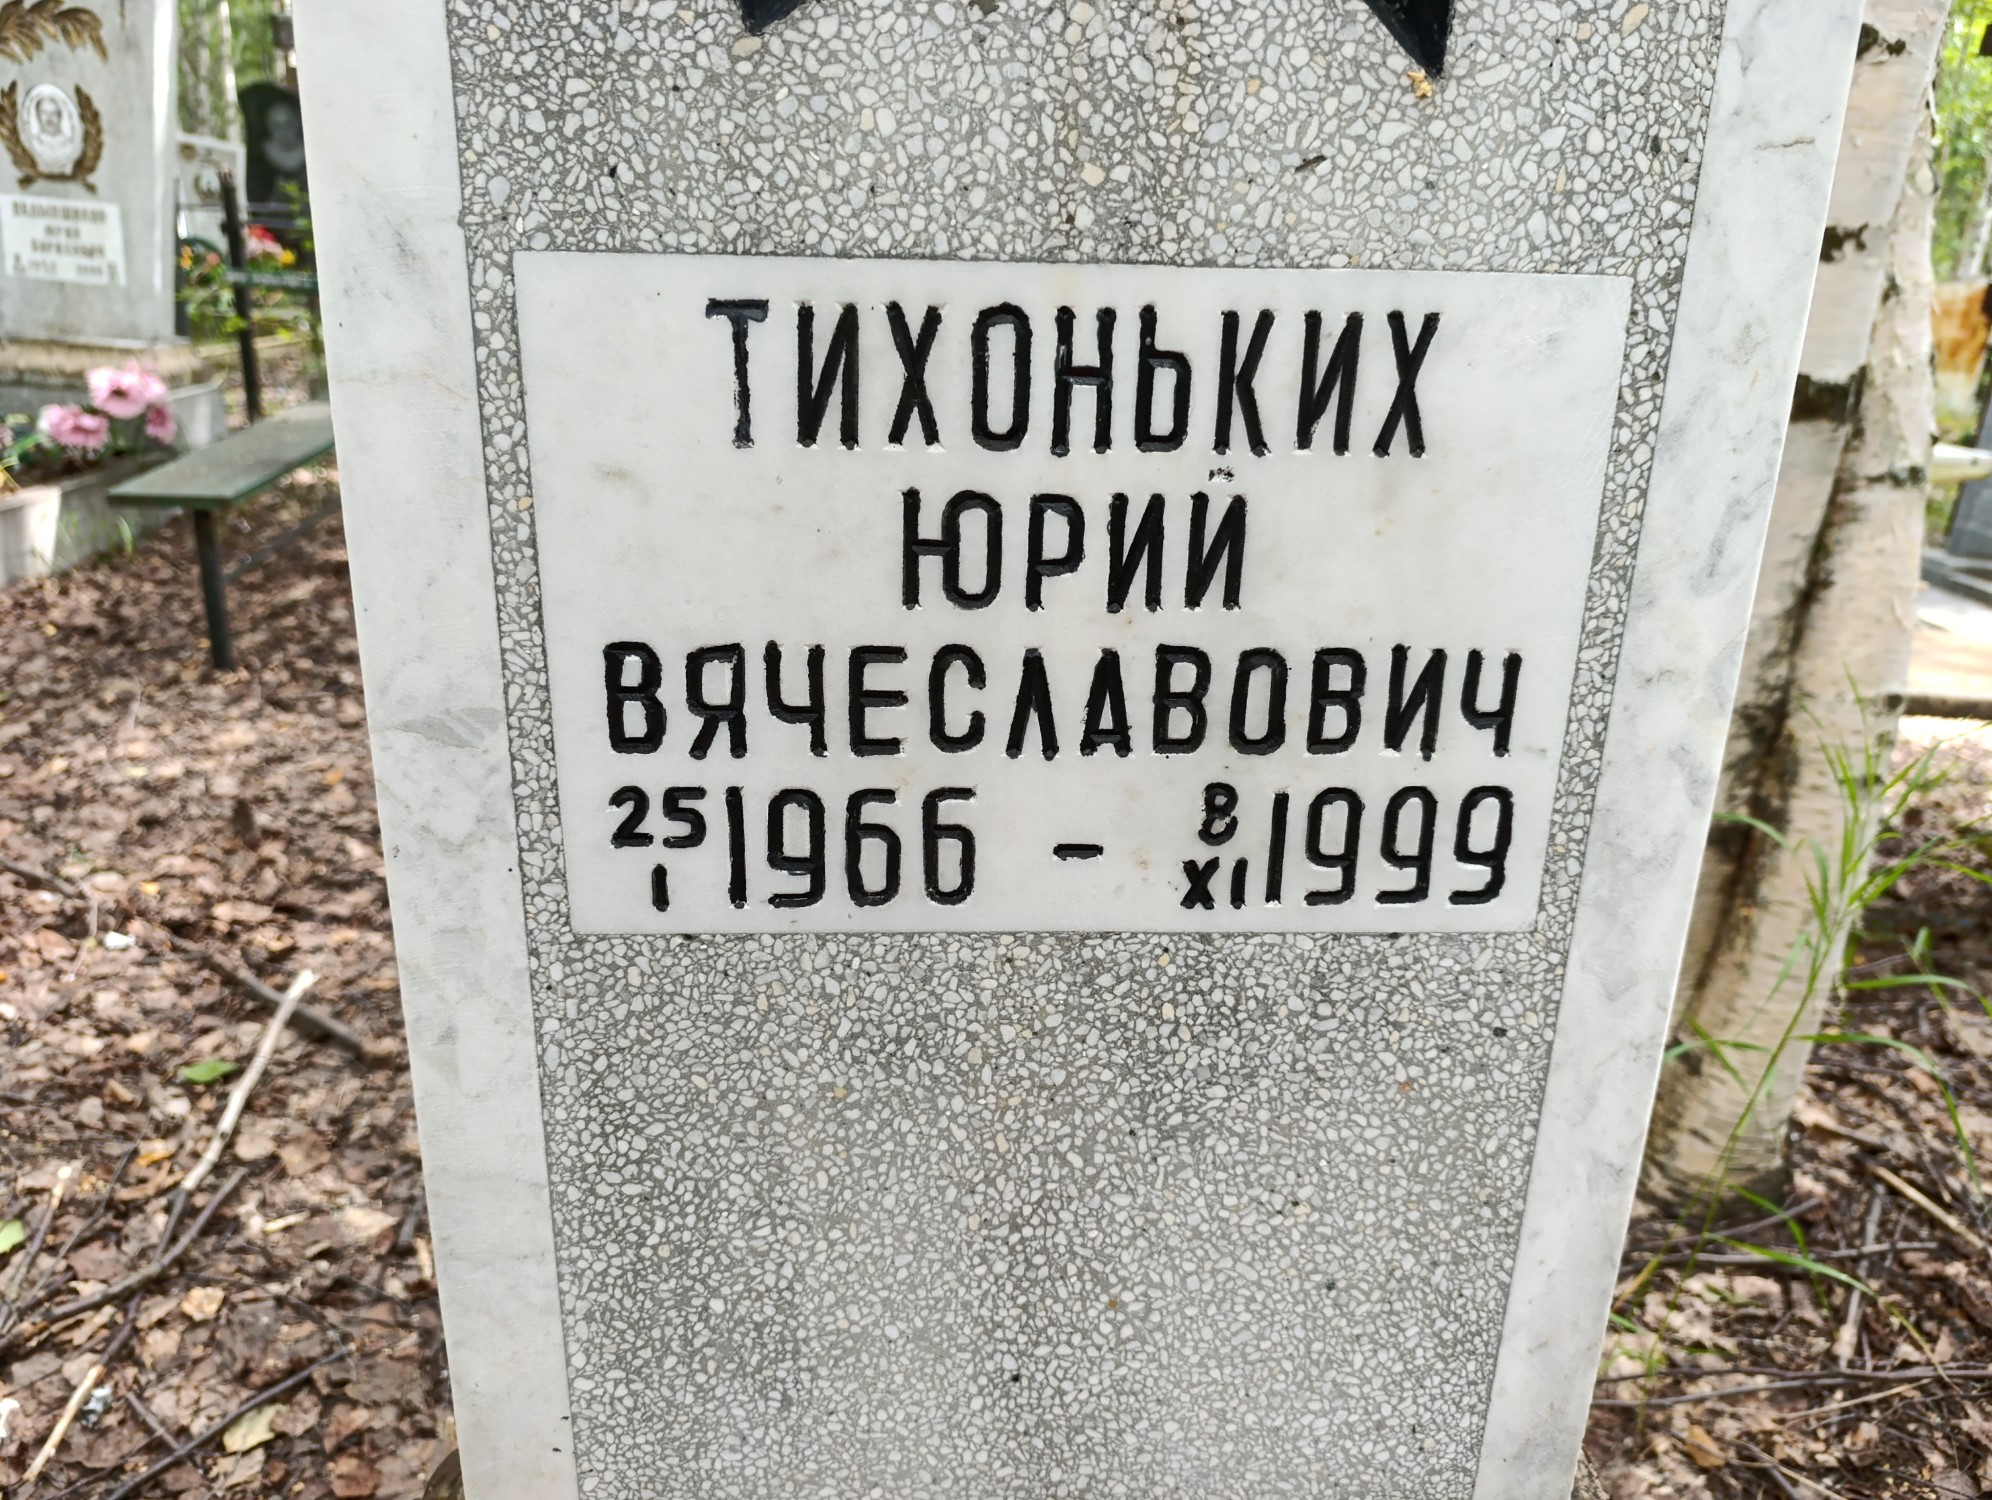 ТИХОНЬКИХ
ЮРИЙ
ВЯЧЕСЛАВОВИЧ
25/I 1966 - 8/XI 1999